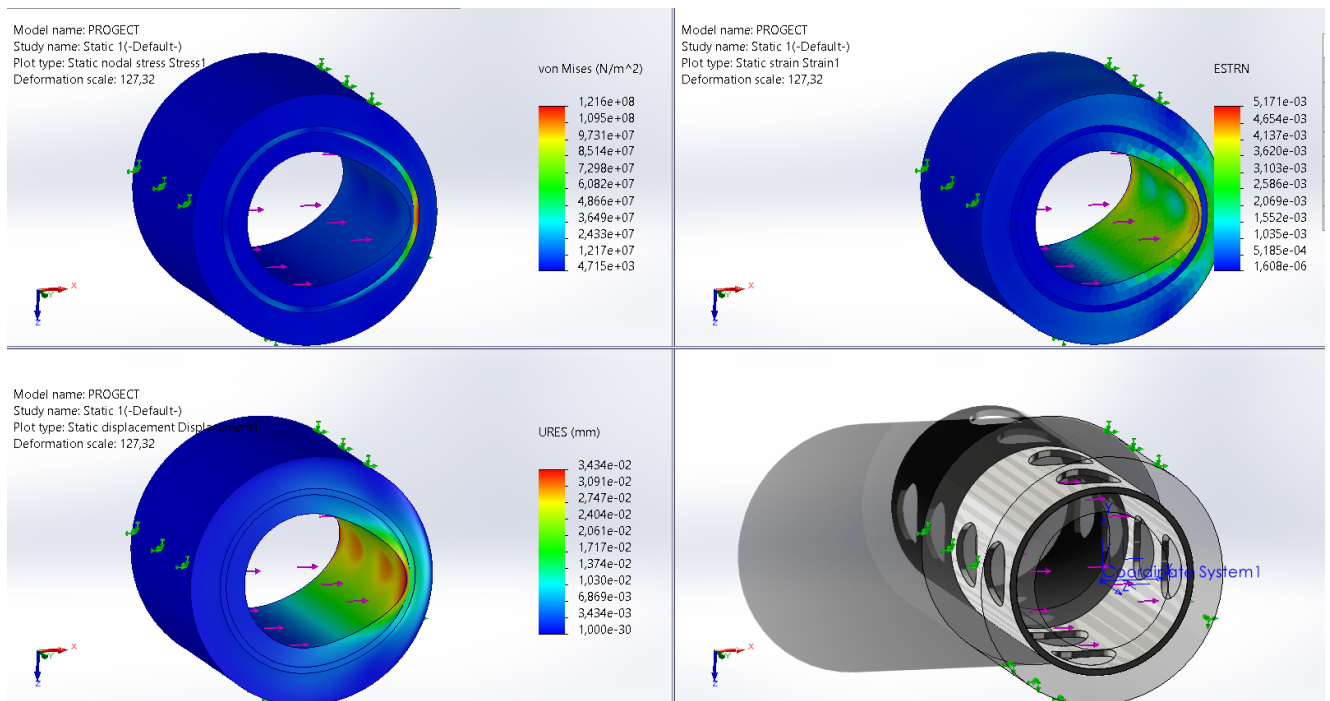 Model name: PROGECT
Study name: Static 1(-Default-)
Plot type: Static nodal stress Stress1
Deformation scale: 127,32
von Mises (N/m^2)
1,216e+08
1,095e+08
9,731e+07
8,514e+07
7,298e+07
6,082e+07
4,866e+07
3,649e+07
2,433e+07
1,217e+07
4,715e+03
X
Y
Z
Model name: PROGECT
Study name: Static 1(-Default-)
Plot type: Static strain Strain1
Deformation scale: 127,32
ESTRN
5,171e-03
4,654e-03
4,137e-03
3,620e-03
3,103e-03
2,586e-03
2,069e-03
1,552e-03
1,035e-03
5,185e-04
1,608e-06
X
Y
Z
Model name: PROGECT
Study name: Static 1(-Default-)
Plot type: Static displacement Displacement1
Deformation scale: 127,32
URES (mm)
3,434e-02
3,091e-02
2,747e-02
2,404e-02
2,061e-02
1,717e-02
1,374e-02
1,030e-02
6,869e-03
3,434e-03
1,000e-30
X
Y
Z
Y
Coordinate System1
Z
X
Y
Z